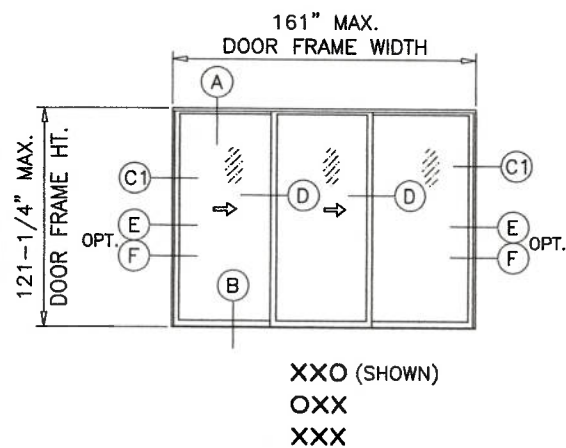 161" MAX.
DOOR FRAME WIDTH
121-1/4" MAX.
DOOR FRAME HT.
A
C1
C1
D
D
E
E
OPT.
OPT.
F
F
B
XXO (SHOWN)
OXX
XXX